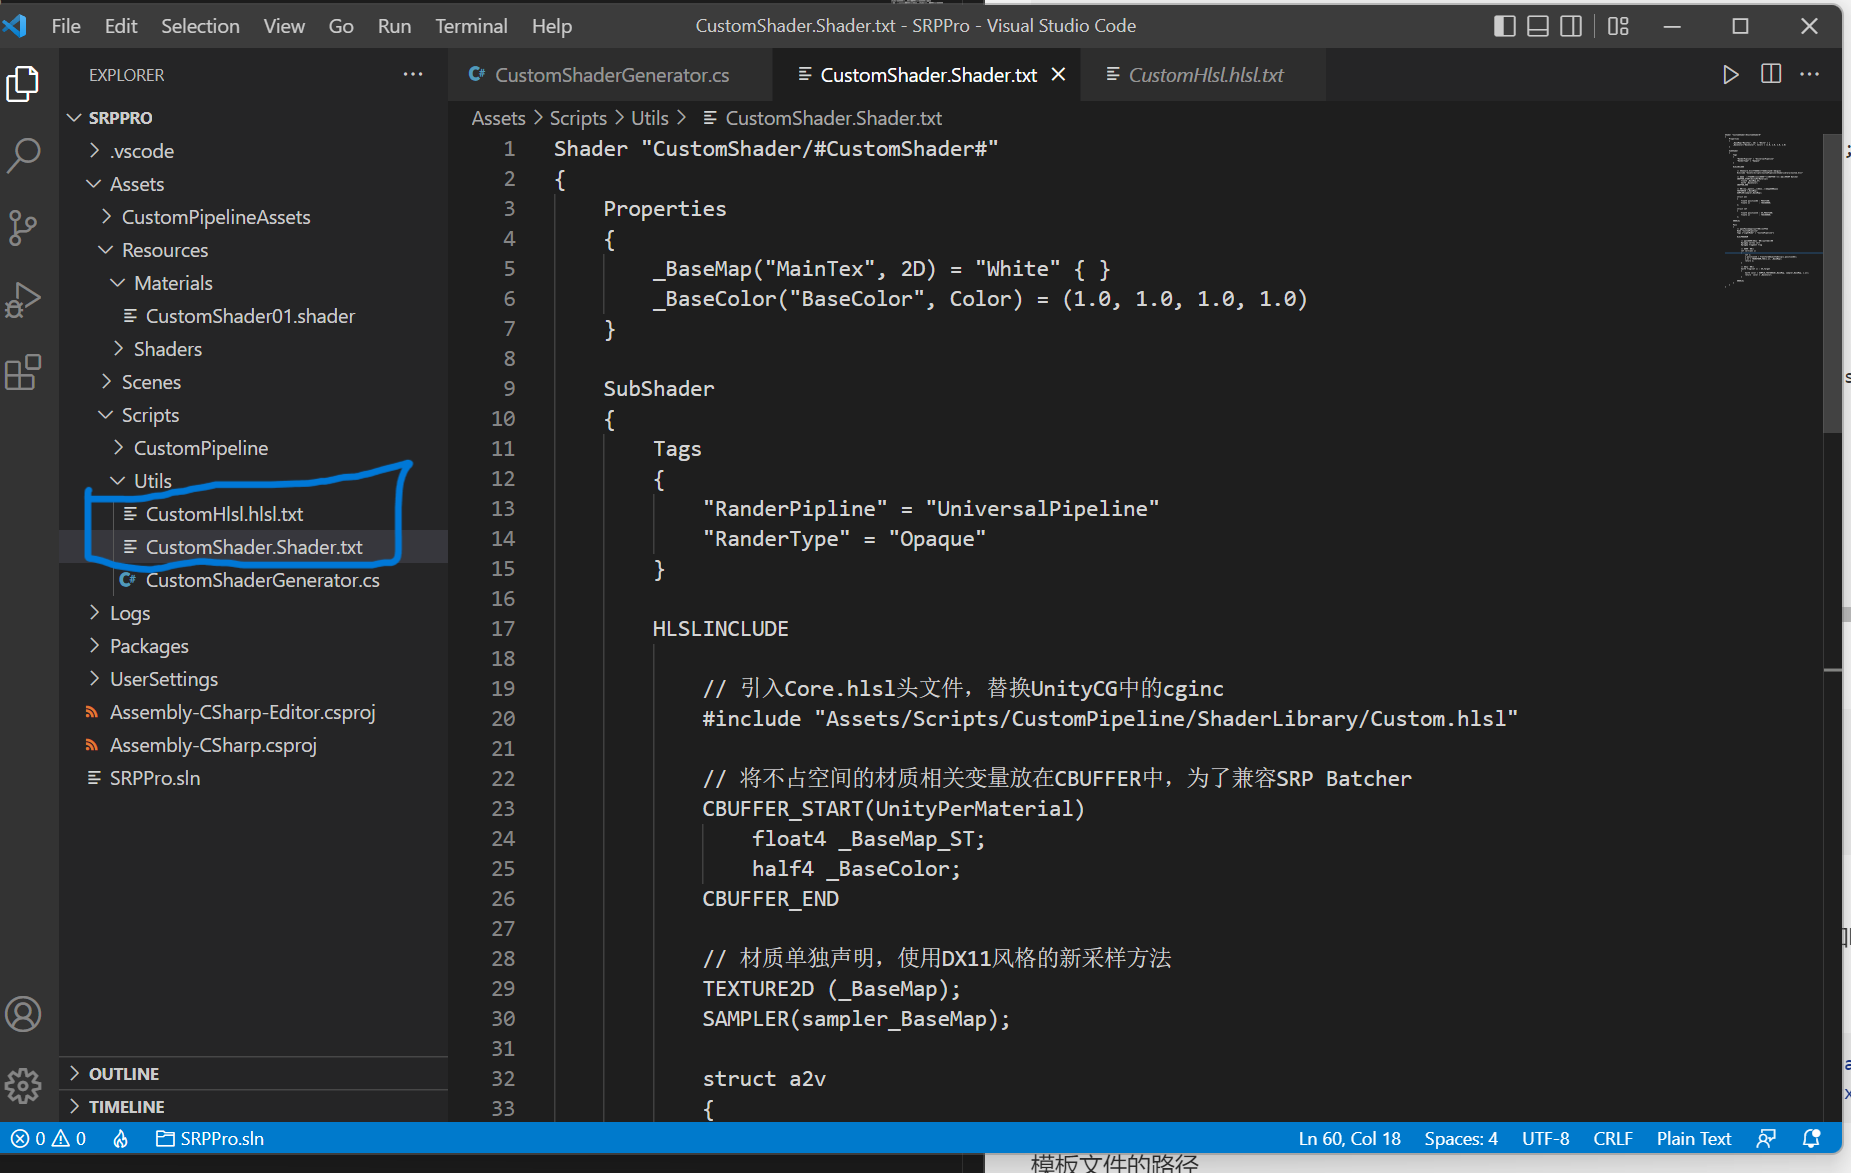 File Edit Selection View Go Run Terminal Help CustomShader.Shader.txt - SRPPro - Visual Studio Code
EXPLORER
SRPPRO
.vscode
Assets
CustomPipelineAssets
Resources
Materials
CustomShader01.shader
Shaders
Scenes
Scripts
CustomPipeline
Utils
CustomHlsl.hlsl.txt
CustomShader.Shader.txt
CustomShaderGenerator.cs
Logs
Packages
UserSettings
Assembly-CSharp-Editor.csproj
Assembly-CSharp.csproj
SRPPro.sln
OUTLINE
TIMELINE
CustomShaderGenerator.cs CustomShader.Shader.txt CustomHlsl.hlsl.txt
Assets > Scripts > Utils > CustomShader.Shader.txt
1 Shader "CustomShader/#CustomShader#"
2 {
3 Properties
4 {
5 _BaseMap("MainTex", 2D) = "White" { }
6 _BaseColor("BaseColor", Color) = (1.0, 1.0, 1.0, 1.0)
7 }
8
9 SubShader
10 {
11 Tags
12 {
13 "RanderPipline" = "UniversalPipeline"
14 "RanderType" = "Opaque"
15 }
16
17 HLSLINCLUDE
18
19 // 引入Core.hlsl头文件，替换UnityCG中的cginc
20 #include "Assets/Scripts/CustomPipeline/ShaderLibrary/Custom.hlsl"
21
22 // 将不占空间的材质相关变量放在CBUFFER中，为了兼容SRP Batcher
23 CBUFFER_START(UnityPerMaterial)
24 float4 _BaseMap_ST;
25 half4 _BaseColor;
26 CBUFFER_END
27
28 // 材质单独声明，使用DX11风格的新采样方法
29 TEXTURE2D (_BaseMap);
30 SAMPLER(sampler_BaseMap);
31
32 struct a2v
33 {
0 0 SRPPro.sln Ln 60, Col 18 Spaces: 4 UTF-8 CRLF Plain Text
模板文件的路径